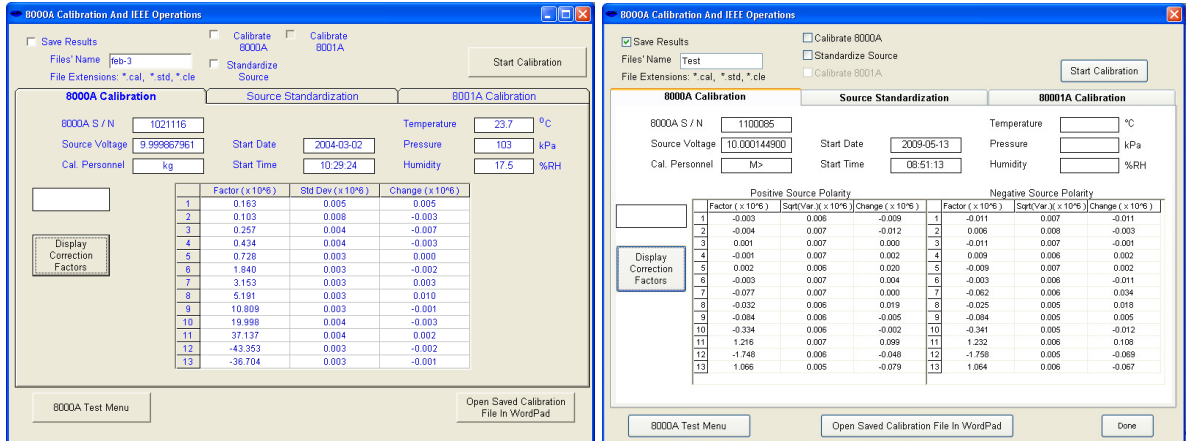 8000A Calibration And IEEE Operations
Save Results
Calibrate 8000A
Calibrate 8001A
Files' Name feb-3
Standardize Source
File Extensions: *.cal, *.std, *.cle
Start Calibration
8000A Calibration Source Standardization 8001A Calibration
8000A S / N 1021116 Temperature 23.7 °C
Source Voltage 9.999867961 Start Date 2004-03-02 Pressure 103 kPa
Cal. Personnel kg Start Time 10:29:24 Humidity 17.5 %RH
Factor ( x 10^6 ) Std Dev ( x 10^6 ) Change ( x 10^6 )
1 0.163 0.005 0.005
2 0.103 0.008 -0.003
3 0.257 0.004 -0.007
4 0.434 0.004 -0.003
5 0.728 0.003 0.000
6 1.840 0.003 -0.002
7 3.153 0.003 0.003
8 5.191 0.003 0.010
9 10.809 0.003 -0.001
10 19.998 0.004 -0.003
11 37.137 0.004 0.002
12 -43.353 0.003 -0.002
13 -36.704 0.003 -0.001
Display
Correction
Factors
8000A Test Menu
Open Saved Calibration
File In WordPad
8000A Calibration And IEEE Operations
Save Results
Calibrate 8000A
Files' Name Test
Standardize Source
File Extensions: *.cal, *.std, *.cle
Calibrate 8001A
Start Calibration
8000A Calibration Source Standardization 80001A Calibration
8000A S / N 1100085 Temperature °C
Source Voltage 10.000144900 Start Date 2009-05-13 Pressure kPa
Cal. Personnel M> Start Time 08:51:13 Humidity %RH
Positive Source Polarity Negative Source Polarity
Factor ( x 10^6 ) Sqrt(Var.)( x 10^6 ) Change ( x 10^6 ) Factor ( x 10^6 ) Sqrt(Var.)( x 10^6 ) Change ( x 10^6 )
1 -0.003 0.006 -0.009 1 -0.011 0.007 -0.011
2 -0.004 0.007 -0.012 2 0.006 0.008 -0.003
3 0.001 0.007 0.000 3 -0.011 0.007 -0.001
4 -0.001 0.007 0.002 4 0.009 0.006 0.002
5 0.002 0.006 0.020 5 -0.009 0.007 0.002
6 -0.003 0.007 0.004 6 -0.003 0.006 -0.011
7 -0.077 0.007 0.000 7 -0.062 0.006 0.034
8 -0.032 0.006 0.019 8 -0.025 0.005 0.018
9 -0.084 0.006 -0.005 9 -0.084 0.005 0.005
10 -0.334 0.006 -0.002 10 -0.341 0.005 -0.012
11 1.216 0.007 0.099 11 1.232 0.006 0.108
12 -1.748 0.006 -0.048 12 -1.758 0.005 -0.069
13 1.066 0.005 -0.079 13 1.064 0.006 -0.067
Display
Correction
Factors
8000A Test Menu
Open Saved Calibration File In WordPad
Done